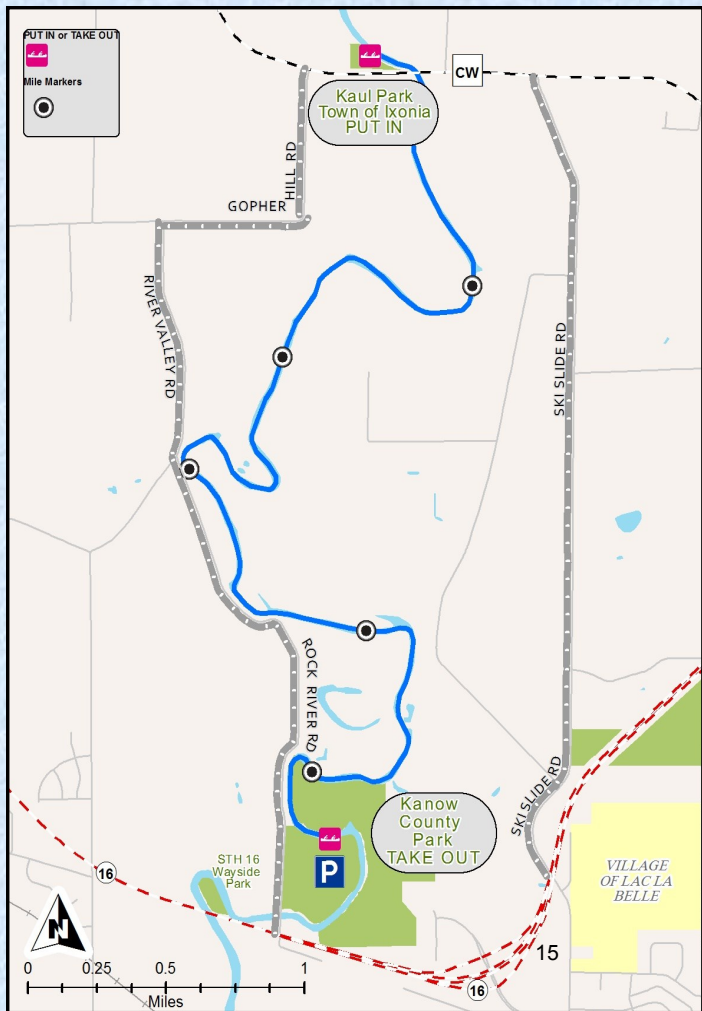 PUT IN or TAKE OUT
Mile Markers
CW
Kaul Park
Town of Ixonia
PUT IN
GOPHER
HILL RD
RIVER VALLEY RD
SKI SLIDE RD
ROCK RIVER RD
SKI SLIDE RD
Kanow
County
Park
TAKE OUT
P
STH 16
Wayside
Park
16
VILLAGE
OF LAC LA
BELLE
15
16
N
0 0.25 0.5 1
Miles